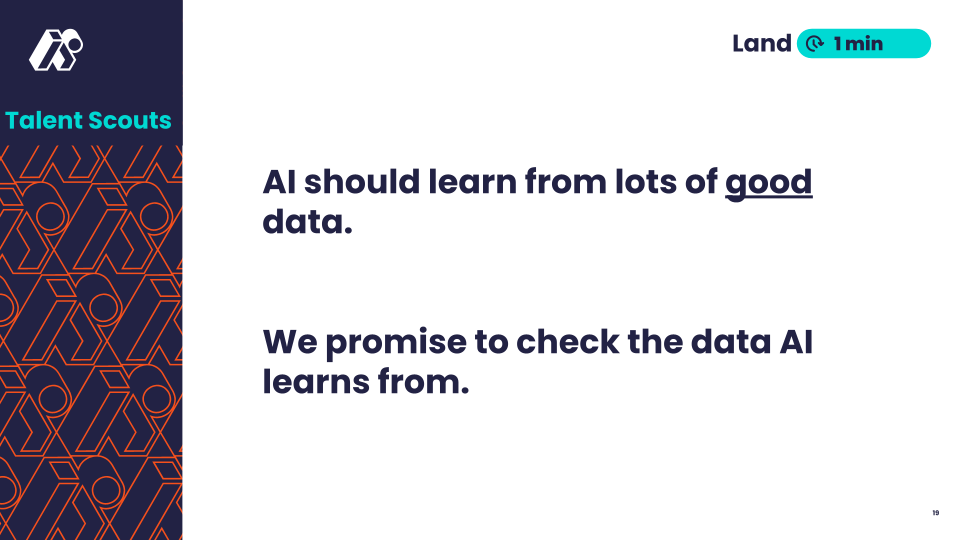 Land 1 min
Talent Scouts
AI should learn from lots of good
data.
We promise to check the data AI
learns from.
19